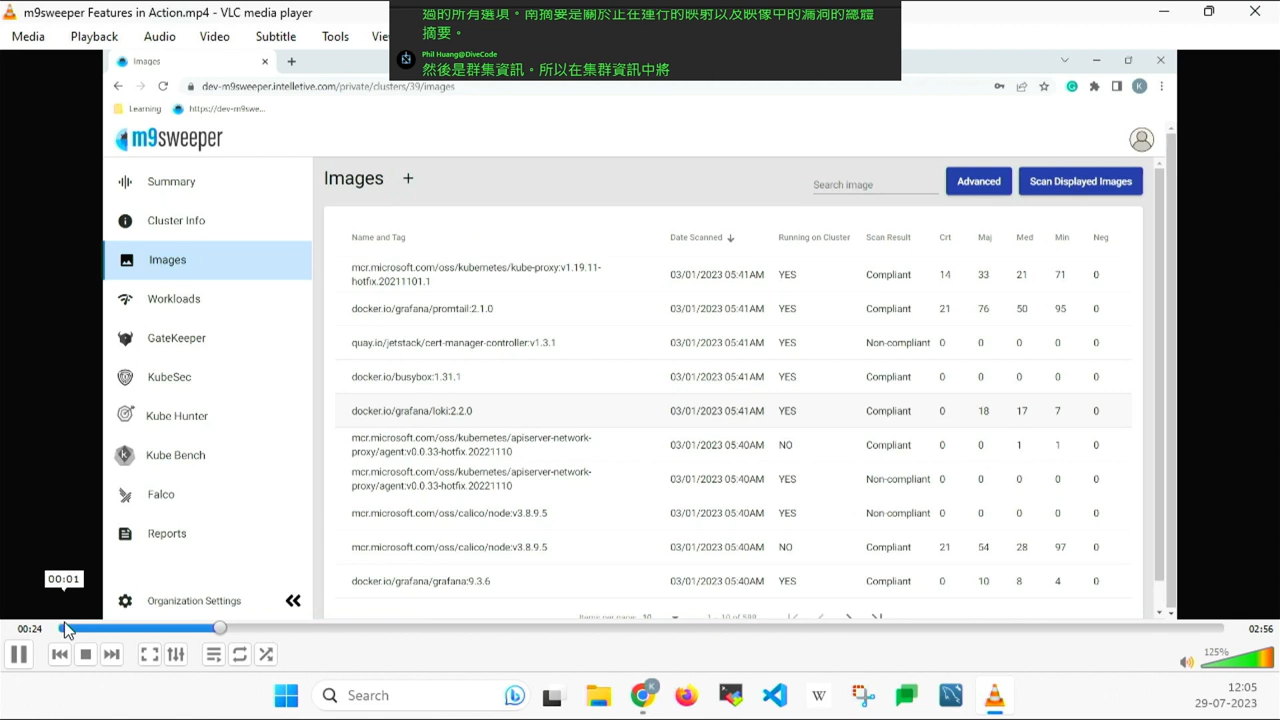 m9sweeper Features in Action.mp4 - VLC media player
過的所有選項。南摘要是關於正在運行的映射以及映像中的漏洞的總體
摘要。
Phil Huang@DiveCode
然後是群集資訊。所以在集群資訊中將
Media Playback Audio Video Subtitle Tools
Images
dev-m9sweeper.intelletive.com/private/clusters/39/images
K
Learning https://dev-m9swe...
m9sweeper
Summary
Cluster Info
Images
Workloads
GateKeeper
KubeSec
Kube Hunter
Kube Bench
Falco
Reports
Organization Settings
Images +
Search image
Advanced
Scan Displayed Images
Name and Tag Date Scanned Running on Cluster Scan Result Crt Maj Med Min Neg
mcr.microsoft.com/oss/kubernetes/kube-proxy:v1.19.11-
hotfix.20211101.1 03/01/2023 05:41AM YES Compliant 14 33 21 71 0
docker.io/grafana/promtail:2.1.0 03/01/2023 05:41AM YES Compliant 21 76 50 95 0
quay.io/jetstack/cert-manager-controller:v1.3.1 03/01/2023 05:41AM YES Non-compliant 0 0 0 0 0
docker.io/busybox:1.31.1 03/01/2023 05:41AM YES Compliant 0 0 0 0 0
docker.io/grafana/loki:2.2.0 03/01/2023 05:41AM YES Compliant 0 18 17 7 0
mcr.microsoft.com/oss/kubernetes/apiserver-network-
proxy/agent:v0.0.33-hotfix.20221110 03/01/2023 05:40AM NO Compliant 0 0 1 1 0
mcr.microsoft.com/oss/kubernetes/apiserver-network-
proxy/agent:v0.0.33-hotfix.20221110 03/01/2023 05:40AM YES Non-compliant 0 0 0 0 0
mcr.microsoft.com/oss/calico/node:v3.8.9.5 03/01/2023 05:40AM YES Non-compliant 0 0 0 0 0
mcr.microsoft.com/oss/calico/node:v3.8.9.5 03/01/2023 05:40AM NO Compliant 21 54 28 97 0
docker.io/grafana/grafana:9.3.6 03/01/2023 05:40AM YES Compliant 0 10 8 4 0
Items per page: 10
00:01
00:24
02:56
125%
Search
12:05
29-07-2023